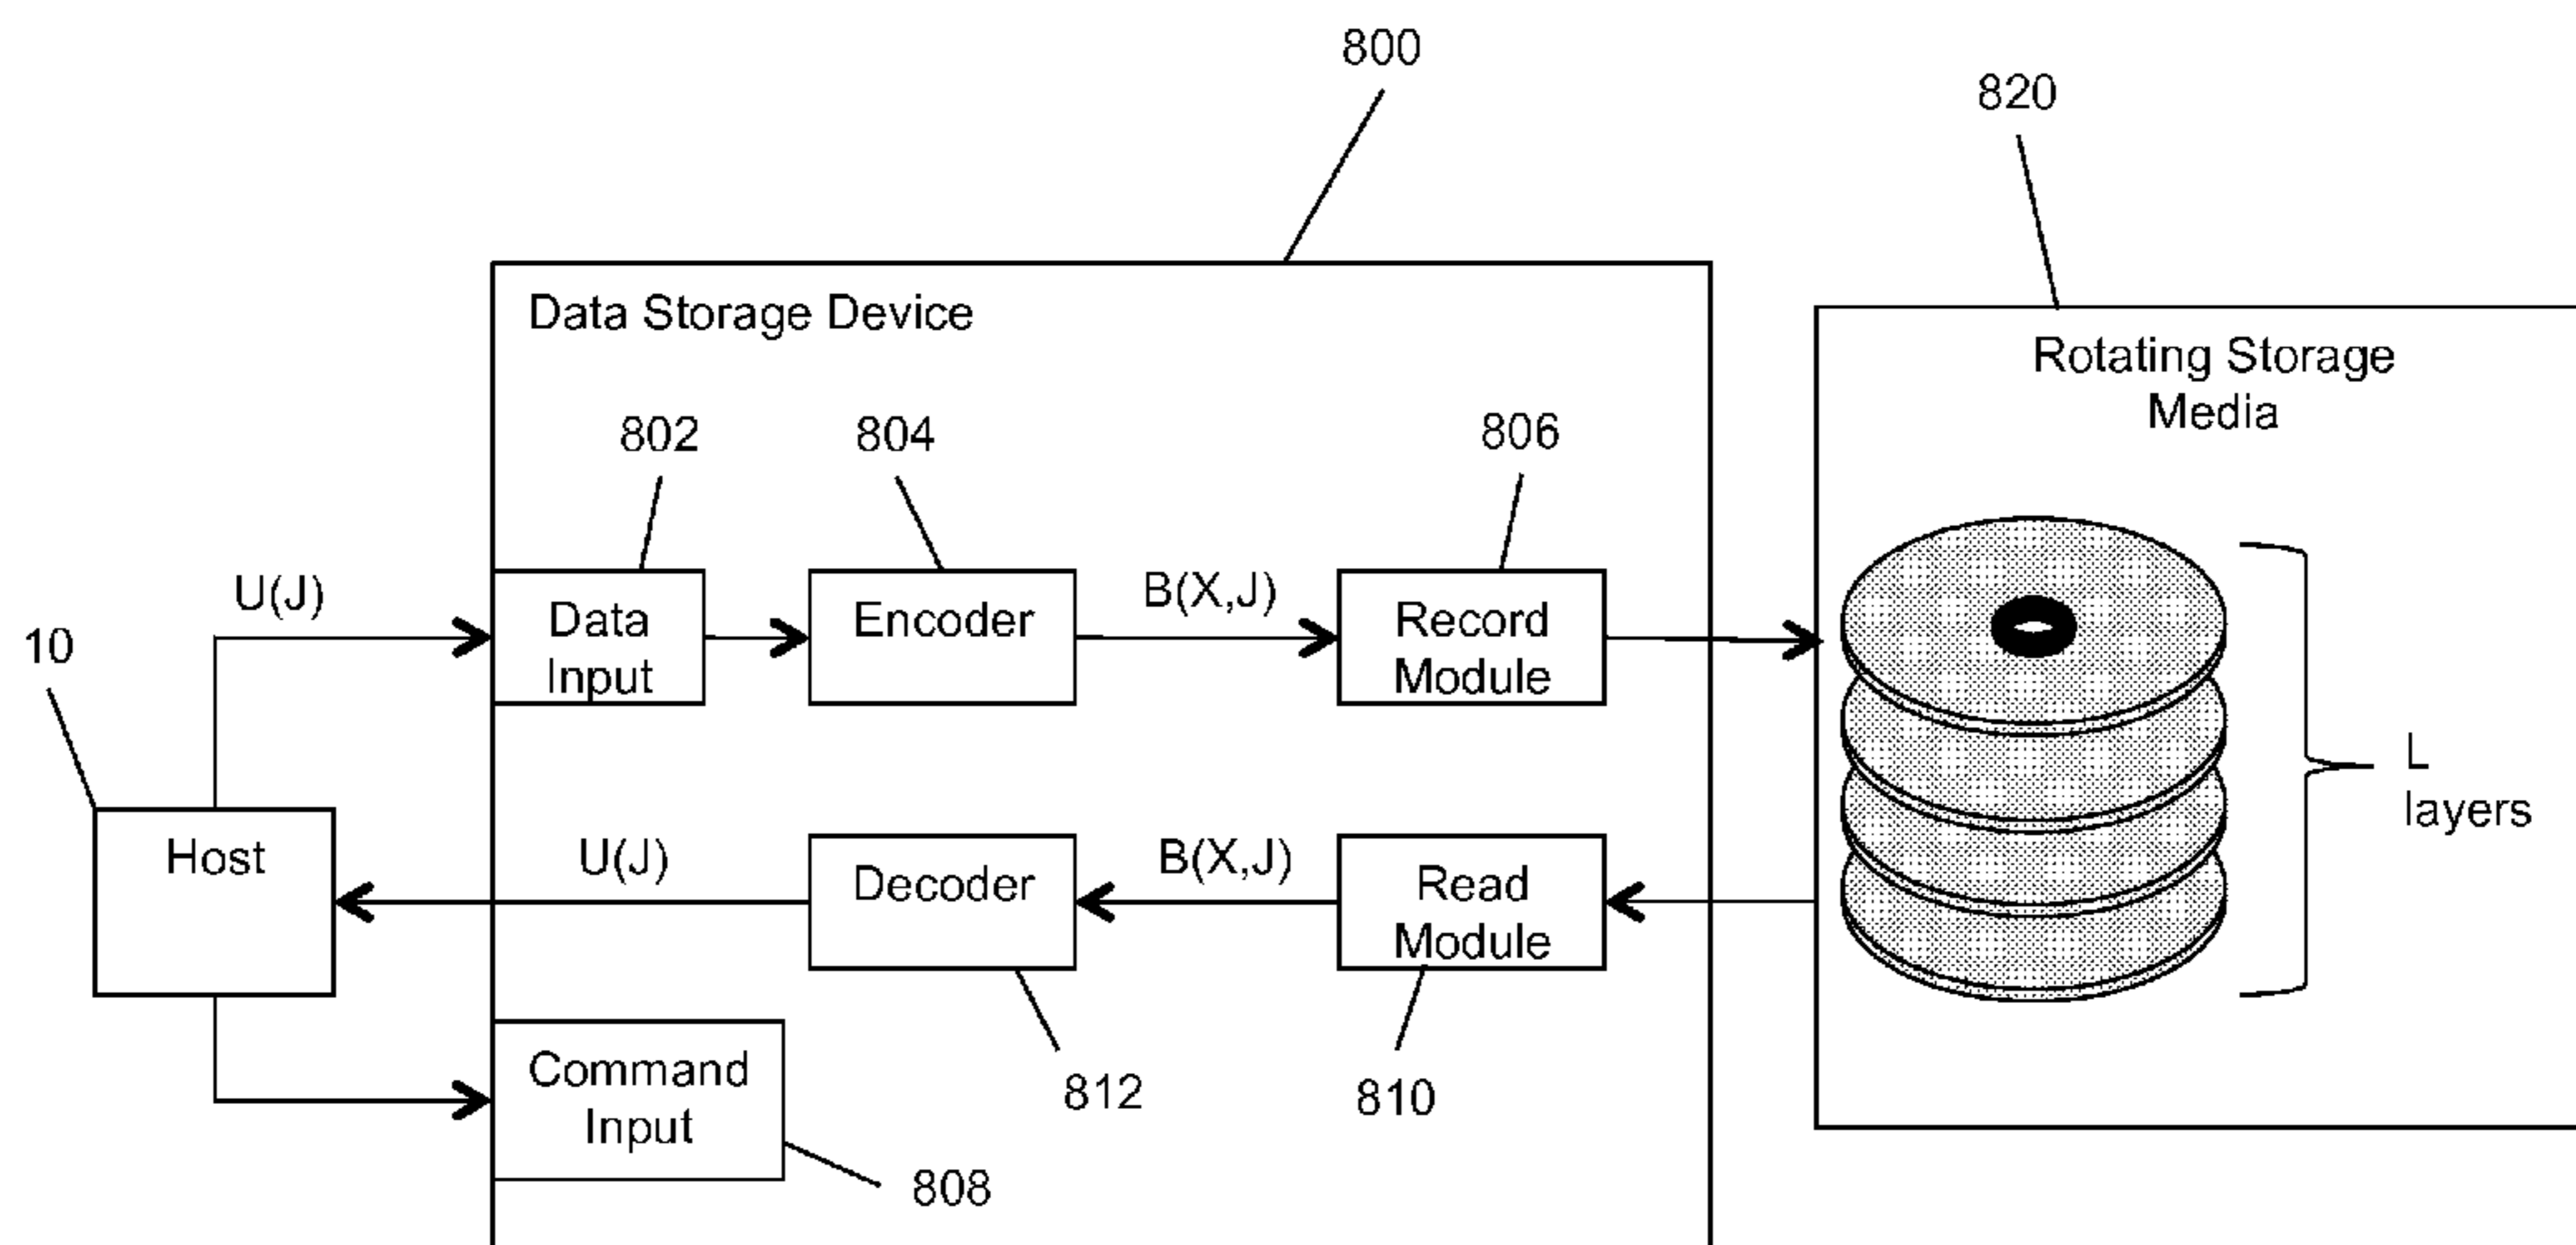 800
820
Data Storage Device
Rotating Storage
Media
802
804
806
U(J)
Data
Input
Encoder
B(X,J)
Record
Module
10
L
layers
Host
U(J)
Decoder
B(X,J)
Read
Module
Command
Input
812
810
808